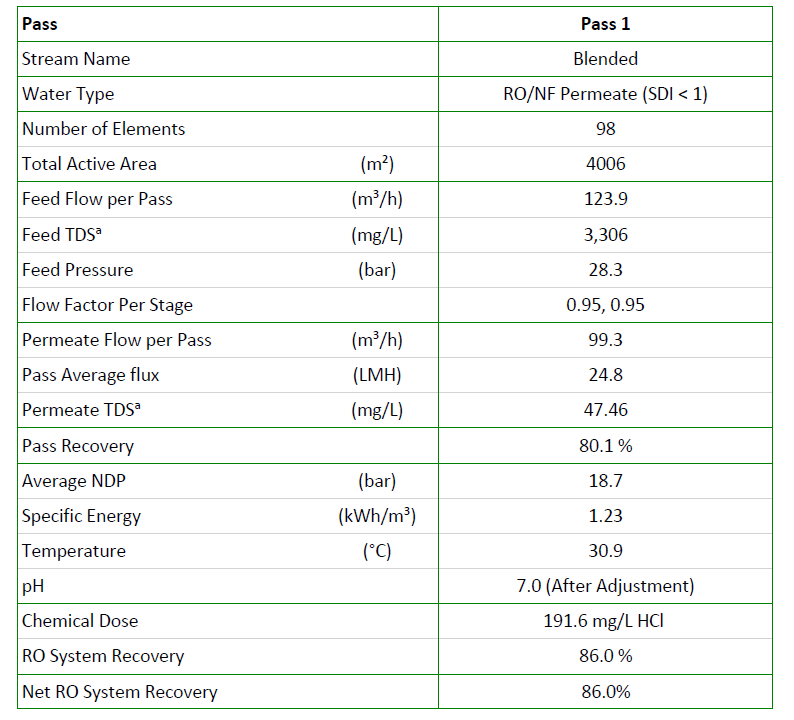 Pass Pass 1
Stream Name Blended
Water Type RO/NF Permeate (SDI < 1)
Number of Elements 98
Total Active Area (m²) 4006
Feed Flow per Pass (m³/h) 123.9
Feed TDSª (mg/L) 3,306
Feed Pressure (bar) 28.3
Flow Factor Per Stage 0.95, 0.95
Permeate Flow per Pass (m³/h) 99.3
Pass Average flux (LMH) 24.8
Permeate TDSª (mg/L) 47.46
Pass Recovery 80.1 %
Average NDP (bar) 18.7
Specific Energy (kWh/m³) 1.23
Temperature (°C) 30.9
pH 7.0 (After Adjustment)
Chemical Dose 191.6 mg/L HCl
RO System Recovery 86.0 %
Net RO System Recovery 86.0%